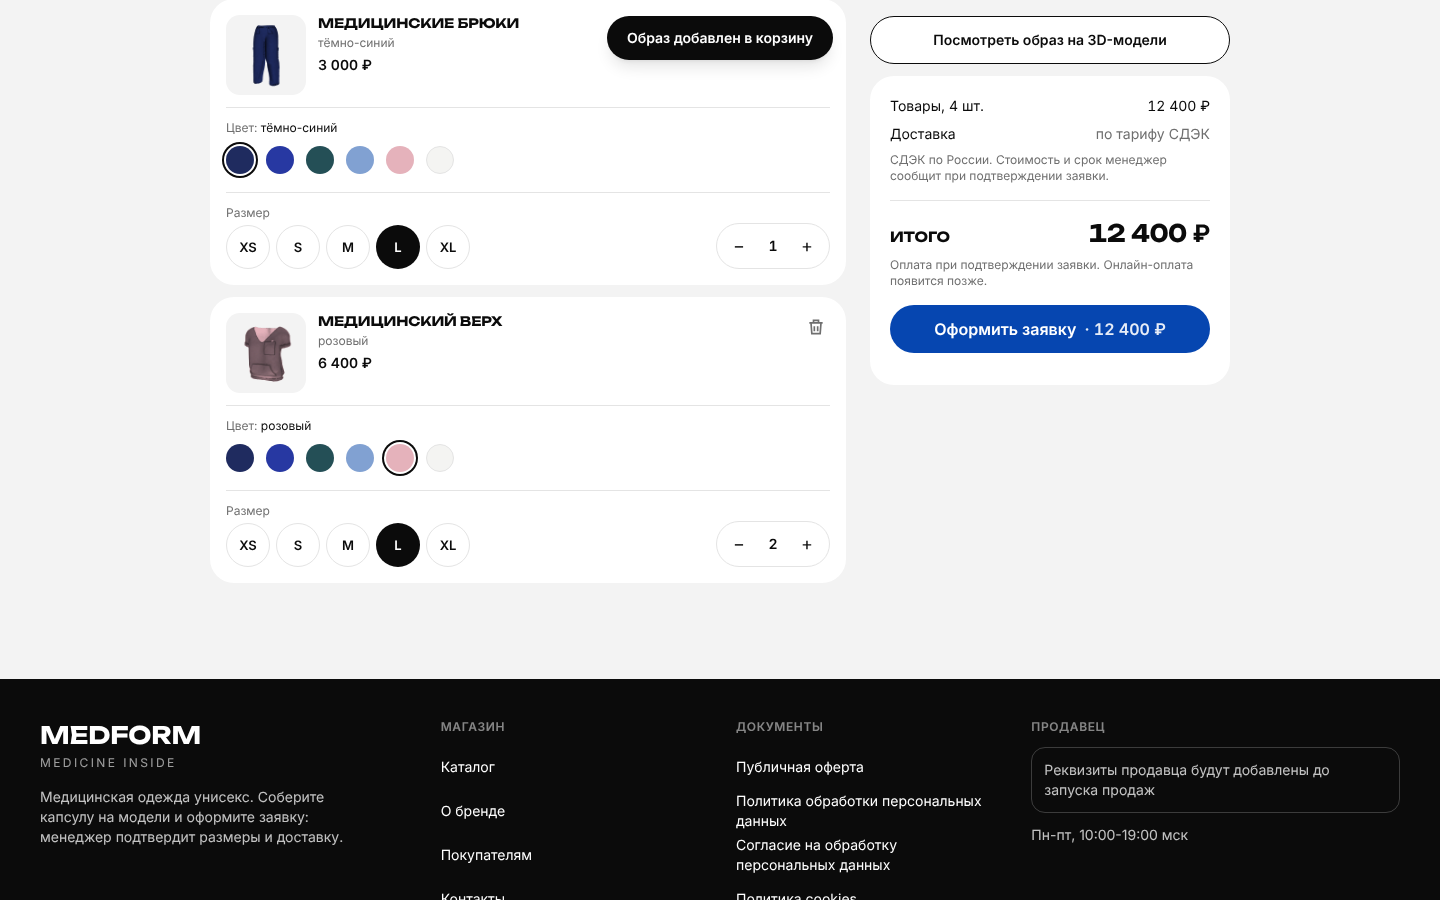 МЕДИЦИНСКИЕ БРЮКИ
тёмно-синий
3 000 ₽
Образ добавлен в корзину
Цвет: тёмно-синий
Размер
XS S M L XL
− 1 +
МЕДИЦИНСКИЙ ВЕРХ
розовый
6 400 ₽
Цвет: розовый
Размер
XS S M L XL
− 2 +
Посмотреть образ на 3D-модели
Товары, 4 шт. 12 400 ₽
Доставка по тарифу СДЭК
СДЭК по России. Стоимость и срок менеджер
сообщит при подтверждении заявки.
ИТОГО 12 400 ₽
Оплата при подтверждении заявки. Онлайн-оплата
появится позже.
Оформить заявку · 12 400 ₽
MEDFORM
MEDICINE INSIDE
Медицинская одежда унисекс. Соберите
капсулу на модели и оформите заявку:
менеджер подтвердит размеры и доставку.
МАГАЗИН
Каталог
О бренде
Покупателям
Контакты
ДОКУМЕНТЫ
Публичная оферта
Политика обработки персональных
данных
Согласие на обработку
персональных данных
Политика cookies
ПРОДАВЕЦ
Реквизиты продавца будут добавлены до
запуска продаж
Пн-пт, 10:00-19:00 мск